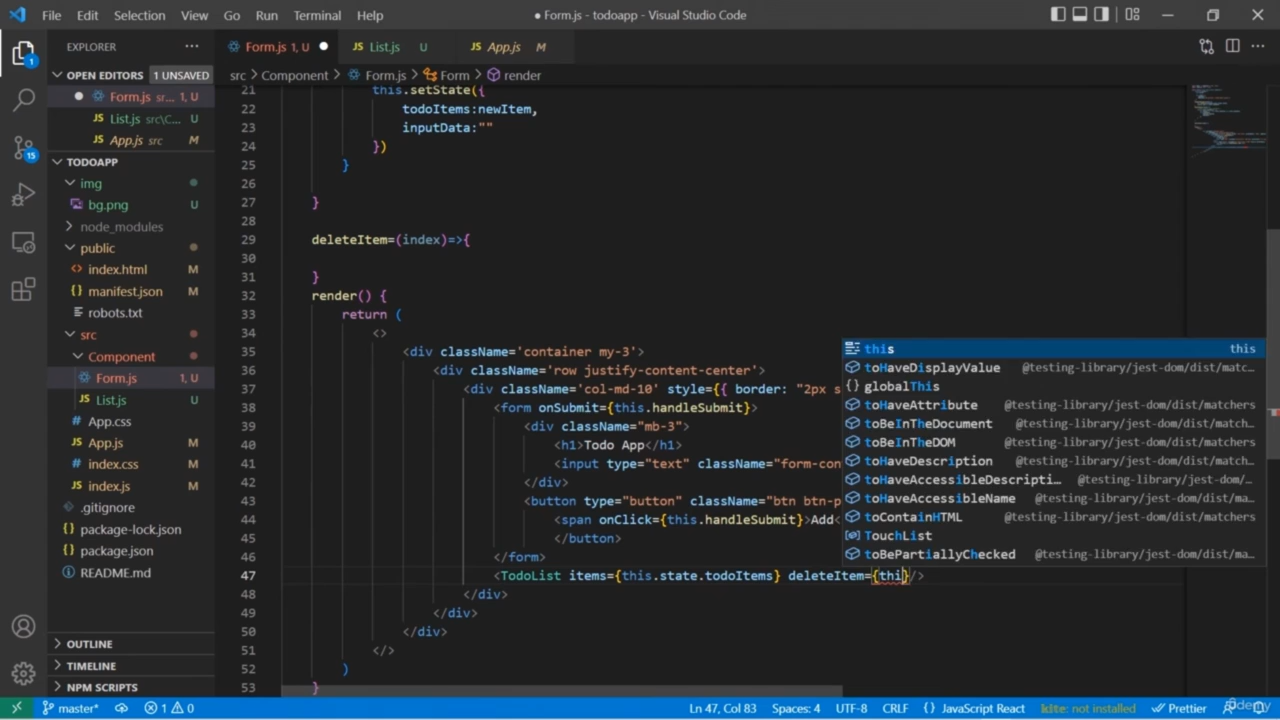 File Edit Selection View Go Run Terminal Help ● Form.js - todoapp - Visual Studio Code
EXPLORER ··· Form.js 1, U ● List.js U App.js M
OPEN EDITORS 1 UNSAVED
● Form.js sr... 1, U
List.js src\C... U
App.js src M
TODOAPP
img
bg.png U
node_modules
public
index.html M
manifest.json M
robots.txt
src
Component
Form.js 1, U
List.js U
App.css
App.js M
index.css M
index.js M
.gitignore
package-lock.json
package.json
README.md
OUTLINE
TIMELINE
NPM SCRIPTS
1
15
src > Component > Form.js > Form > render
21 this.setState({
22 todoItems:newItem,
23 inputData:""
24 })
25 }
26
27 }
28
29 deleteItem=(index)=>{
30
31 }
32 render() {
33 return (
34 <>
35 <div className='container my-3'>
36 <div className='row justify-content-center'>
37 <div className='col-md-10' style={{ border: "2px s
38 <form onSubmit={this.handleSubmit}>
39 <div className="mb-3">
40 <h1>Todo App</h1>
41 <input type="text" className="form-con
42 </div>
43 <button type="button" className="btn btn-p
44 <span onClick={this.handleSubmit}>Add<
45 </button>
46 </form>
47 <TodoList items={this.state.todoItems} deleteItem={thi}/>
48 </div>
49 </div>
50 </div>
51 </>
52 )
53 }
this this
toHaveDisplayValue @testing-library/jest-dom/dist/matc...
globalThis
toHaveAttribute @testing-library/jest-dom/dist/matchers
toBeInTheDocument @testing-library/jest-dom/dist/matchers
toBeInTheDOM @testing-library/jest-dom/dist/matchers
toHaveDescription @testing-library/jest-dom/dist/matchers
toHaveAccessibleDescripti... @testing-library/jest-dom/dist/matc...
toHaveAccessibleName @testing-library/jest-dom/dist/matchers
toContainHTML @testing-library/jest-dom/dist/matchers
TouchList
toBePartiallyChecked @testing-library/jest-dom/dist/ma...
master* 1 0 Ln 47, Col 83 Spaces: 4 UTF-8 CRLF {} JavaScript React kite: not installed Prettier
Udemy